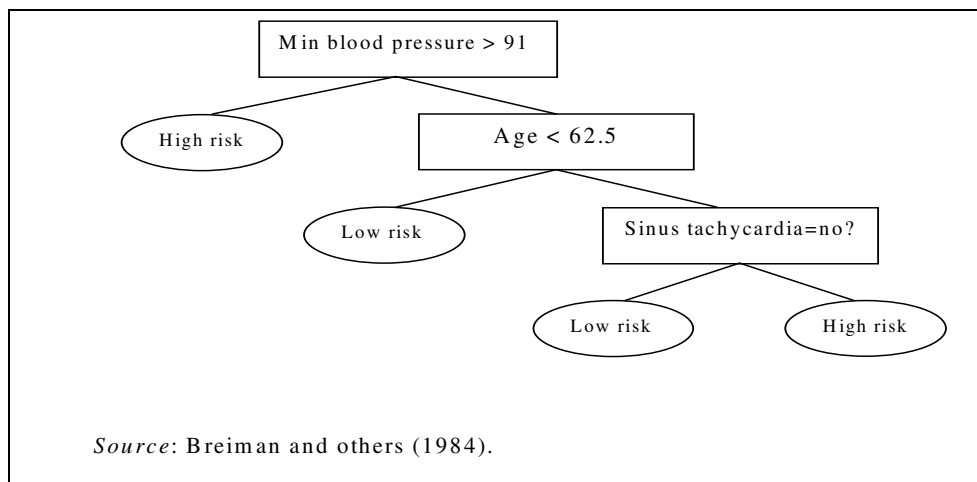 Min blood pressure > 91
High risk
Age < 62.5
Low risk
Sinus tachycardia=no?
Low risk
High risk
Source: Breiman and others (1984).